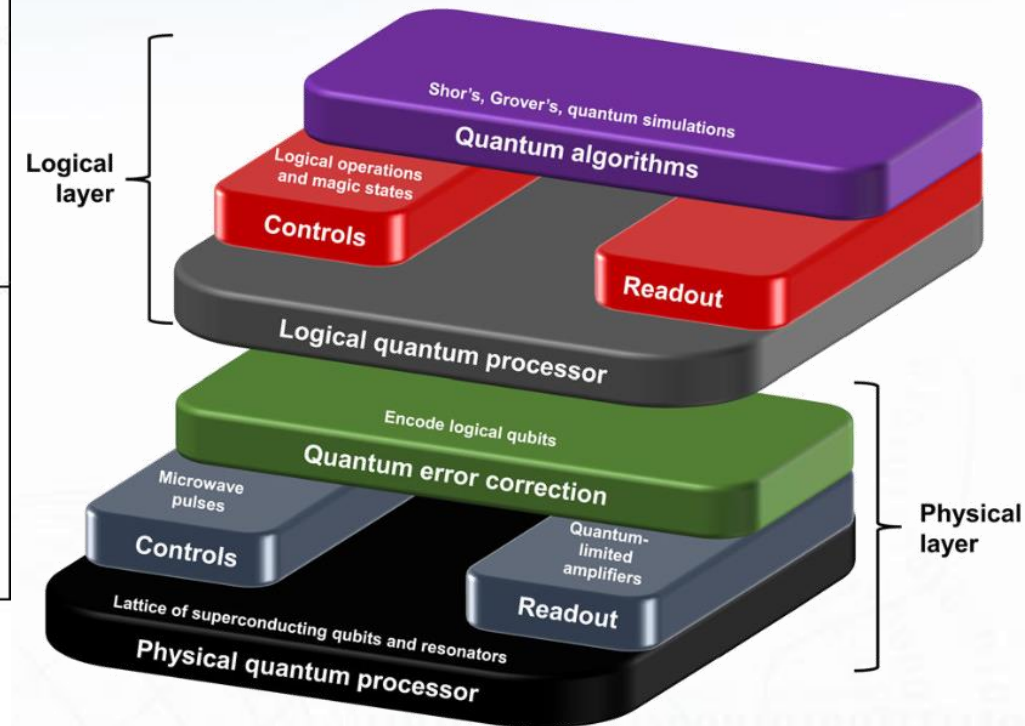 Shor's, Grover's, quantum simulations
Quantum algorithms
Logical
layer
Logical operations
and magic states
Controls
Readout
Logical quantum processor
Encode logical qubits
Quantum error correction
Microwave
pulses
Controls
Quantum-
limited
amplifiers
Readout
Physical
layer
Lattice of superconducting qubits and resonators
Physical quantum processor